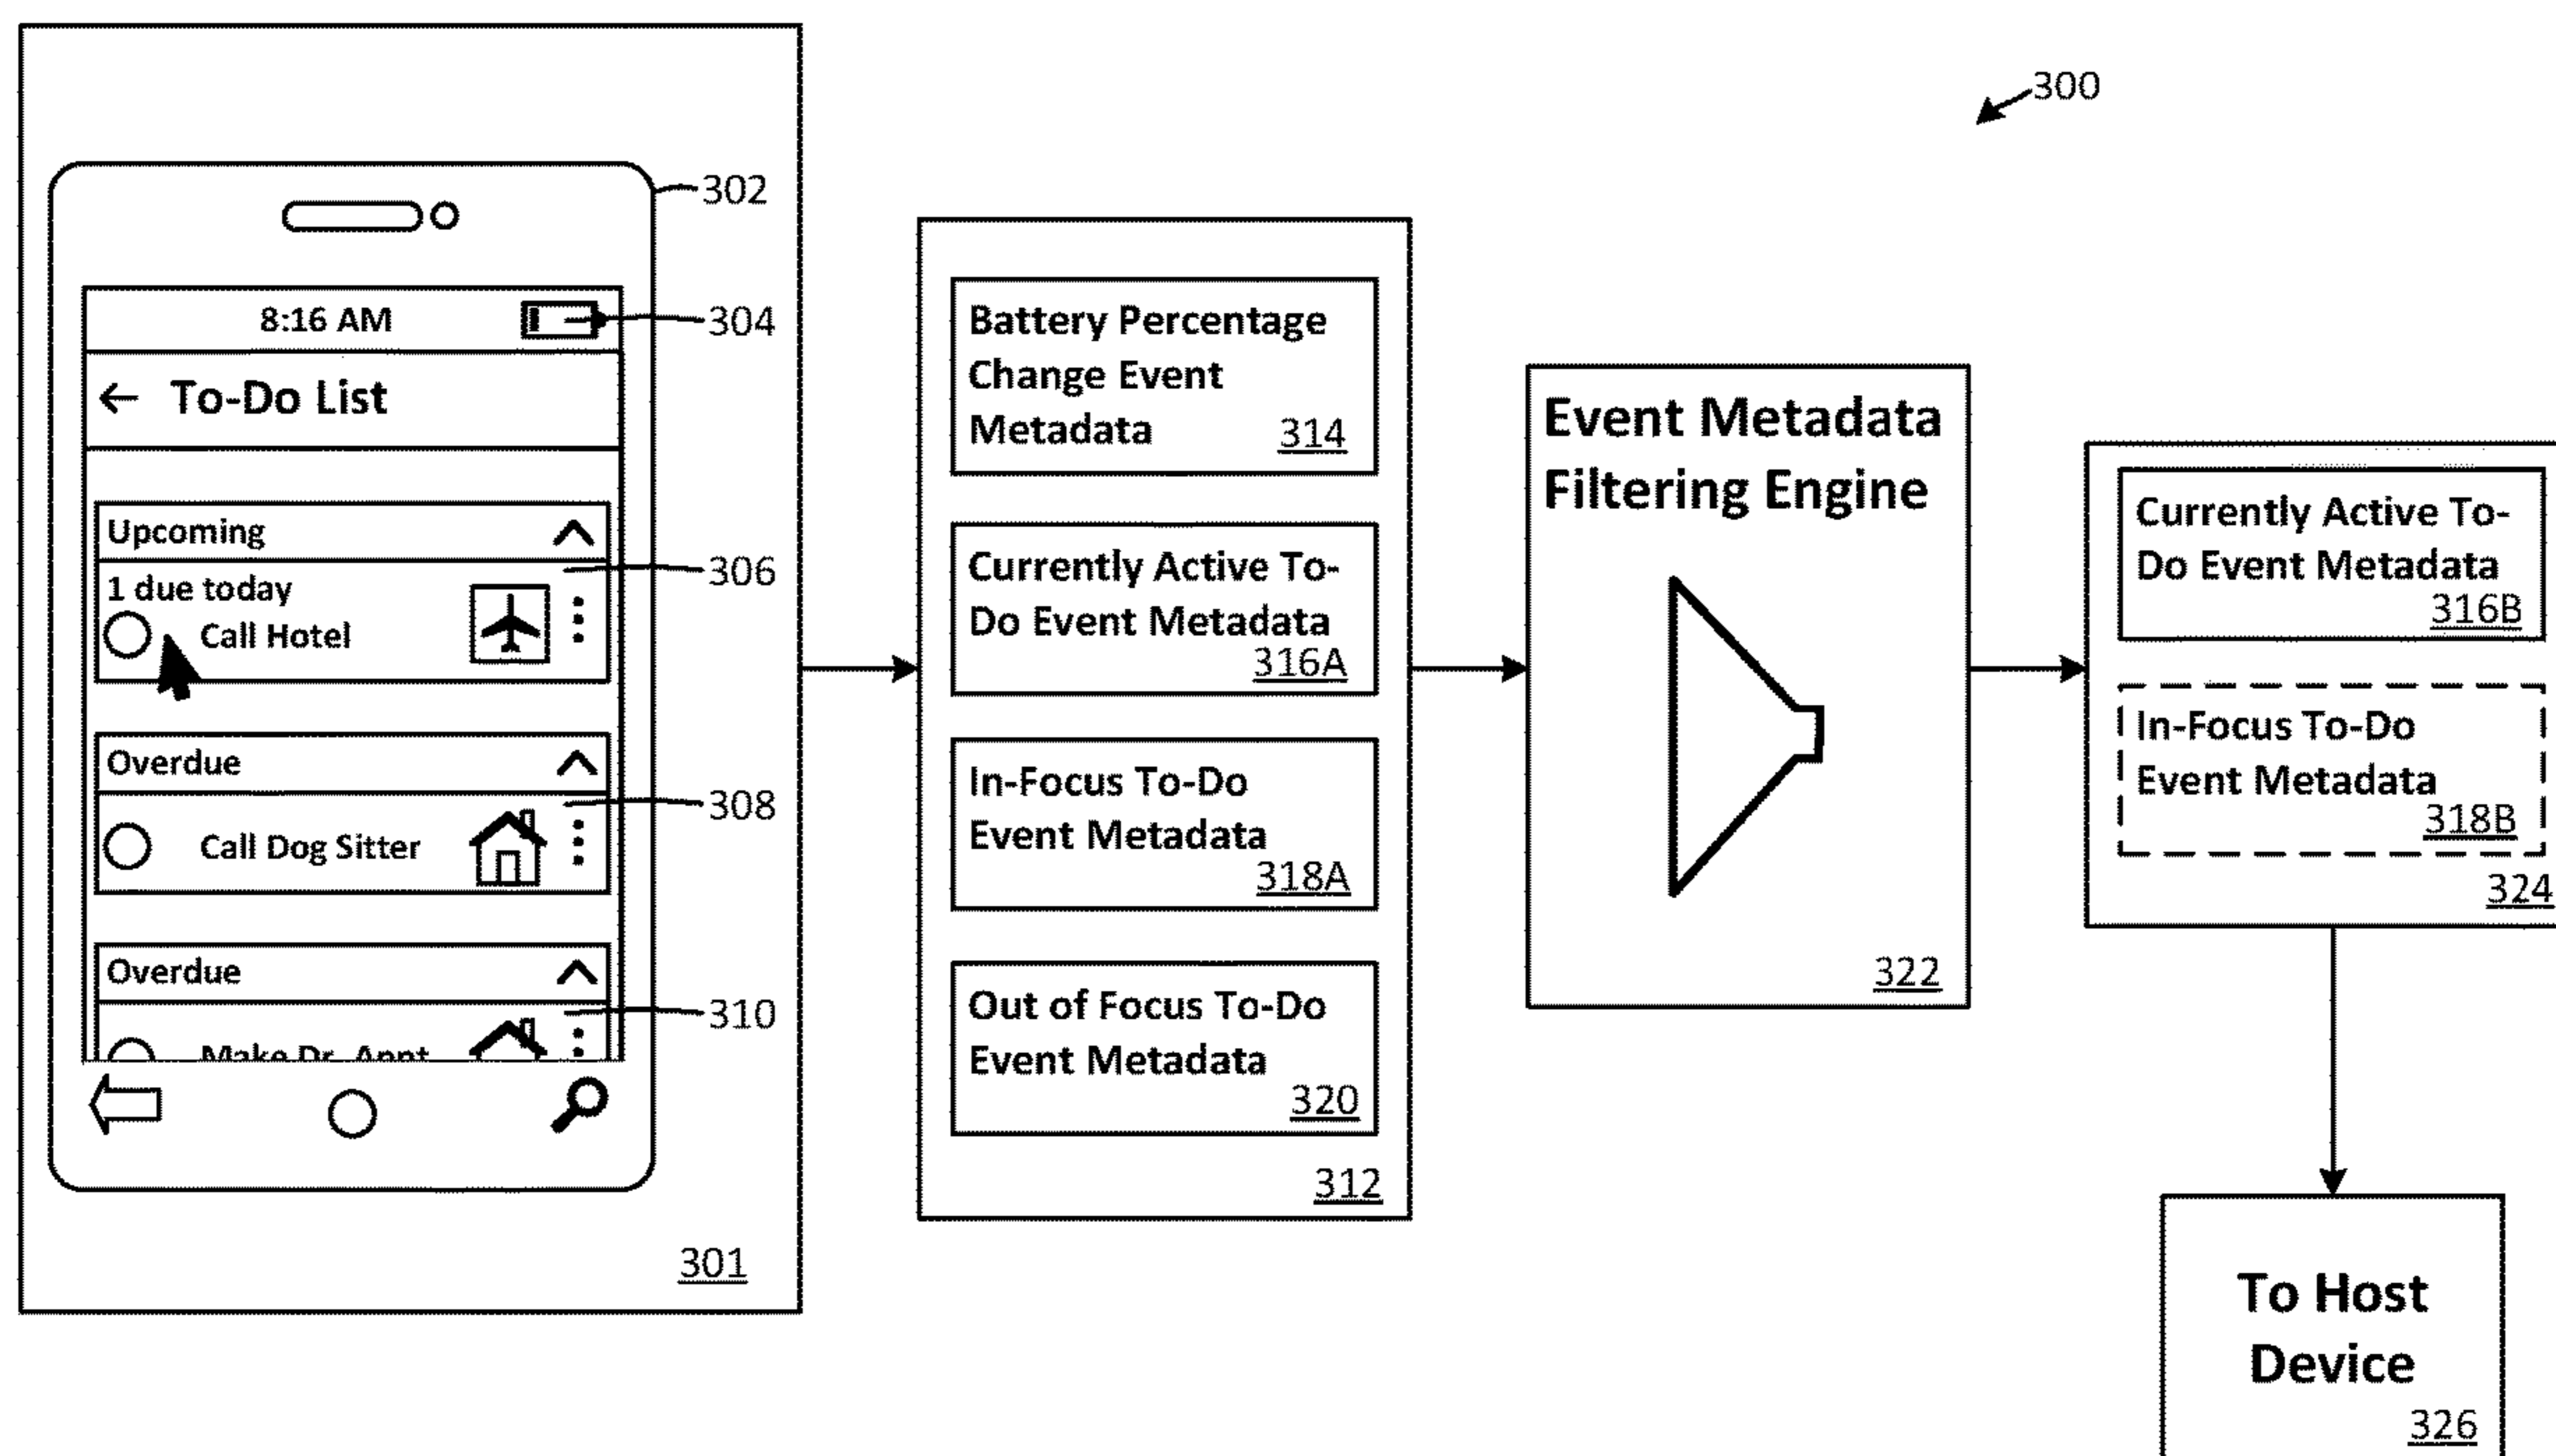 300
302
8:16 AM
304
← To-Do List
Upcoming
1 due today
306
Call Hotel
Overdue
308
Call Dog Sitter
Overdue
310
Make Dr. Appt
301
Battery Percentage
Change Event
Metadata 314
Currently Active To-
Do Event Metadata
316A
In-Focus To-Do
Event Metadata
318A
Out of Focus To-Do
Event Metadata
320
312
Event Metadata
Filtering Engine
322
Currently Active To-
Do Event Metadata
316B
In-Focus To-Do
Event Metadata
318B
324
To Host
Device
326